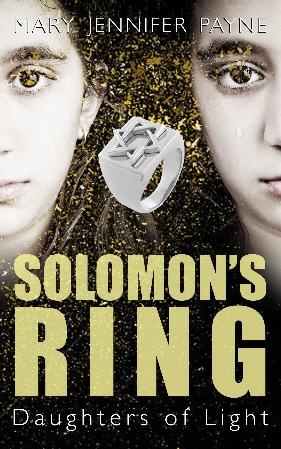 MARY JENNIFER PAYNE
SOLOMON'S
RING
Daughters of Light